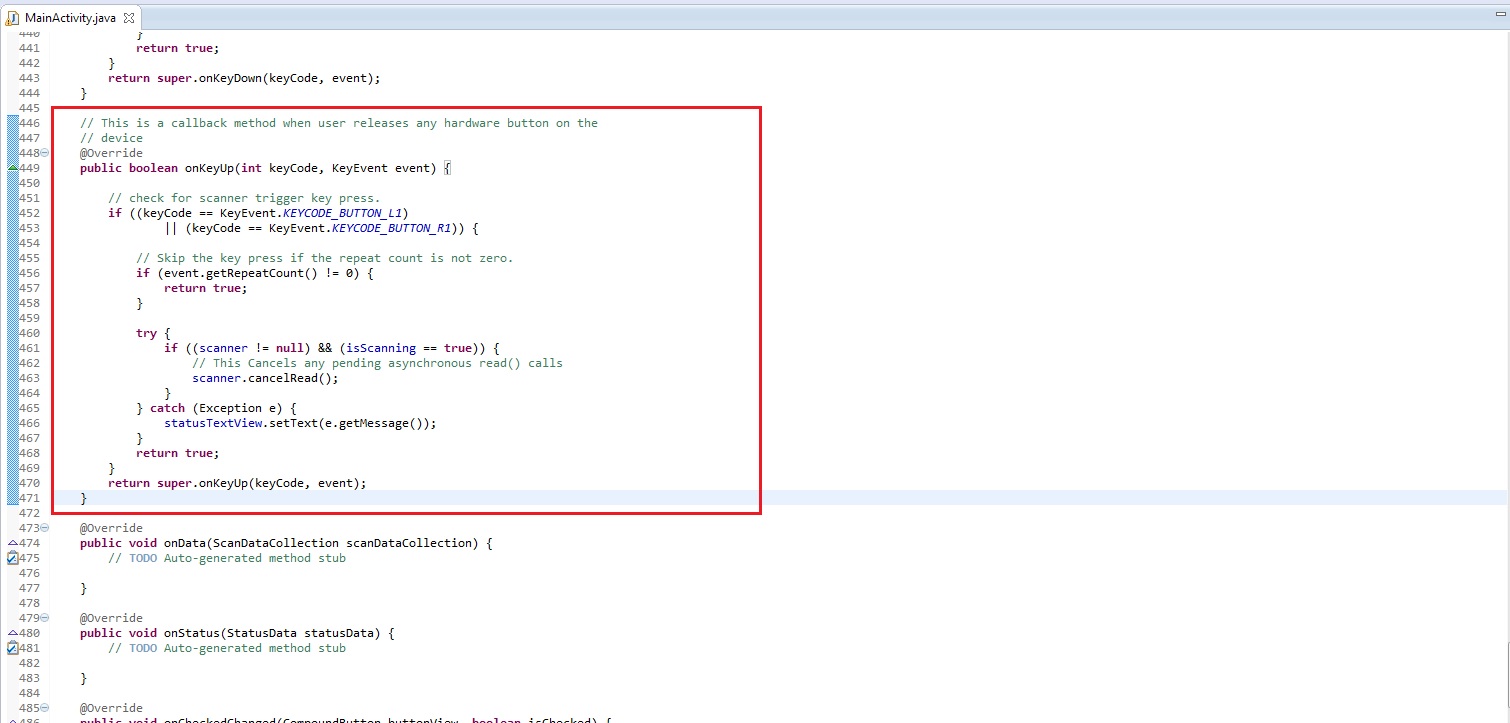 MainActivity.java
440 }
441 return true;
442 }
443 return super.onKeyDown(keyCode, event);
444 }
445
446 // This is a callback method when user releases any hardware button on the
447 // device
448 @Override
449 public boolean onKeyUp(int keyCode, KeyEvent event) {
450
451 // check for scanner trigger key press.
452 if ((keyCode == KeyEvent.KEYCODE_BUTTON_L1)
453 || (keyCode == KeyEvent.KEYCODE_BUTTON_R1)) {
454
455 // Skip the key press if the repeat count is not zero.
456 if (event.getRepeatCount() != 0) {
457 return true;
458 }
459
460 try {
461 if ((scanner != null) && (isScanning == true)) {
462 // This Cancels any pending asynchronous read() calls
463 scanner.cancelRead();
464 }
465 } catch (Exception e) {
466 statusTextView.setText(e.getMessage());
467 }
468 return true;
469 }
470 return super.onKeyUp(keyCode, event);
471 }
472
473 @Override
474 public void onData(ScanDataCollection scanDataCollection) {
475 // TODO Auto-generated method stub
476
477 }
478
479 @Override
480 public void onStatus(StatusData statusData) {
481 // TODO Auto-generated method stub
482
483 }
484
485 @Override
486 public void onCheckedChanged(CompoundButton buttonView, boolean isChecked) {